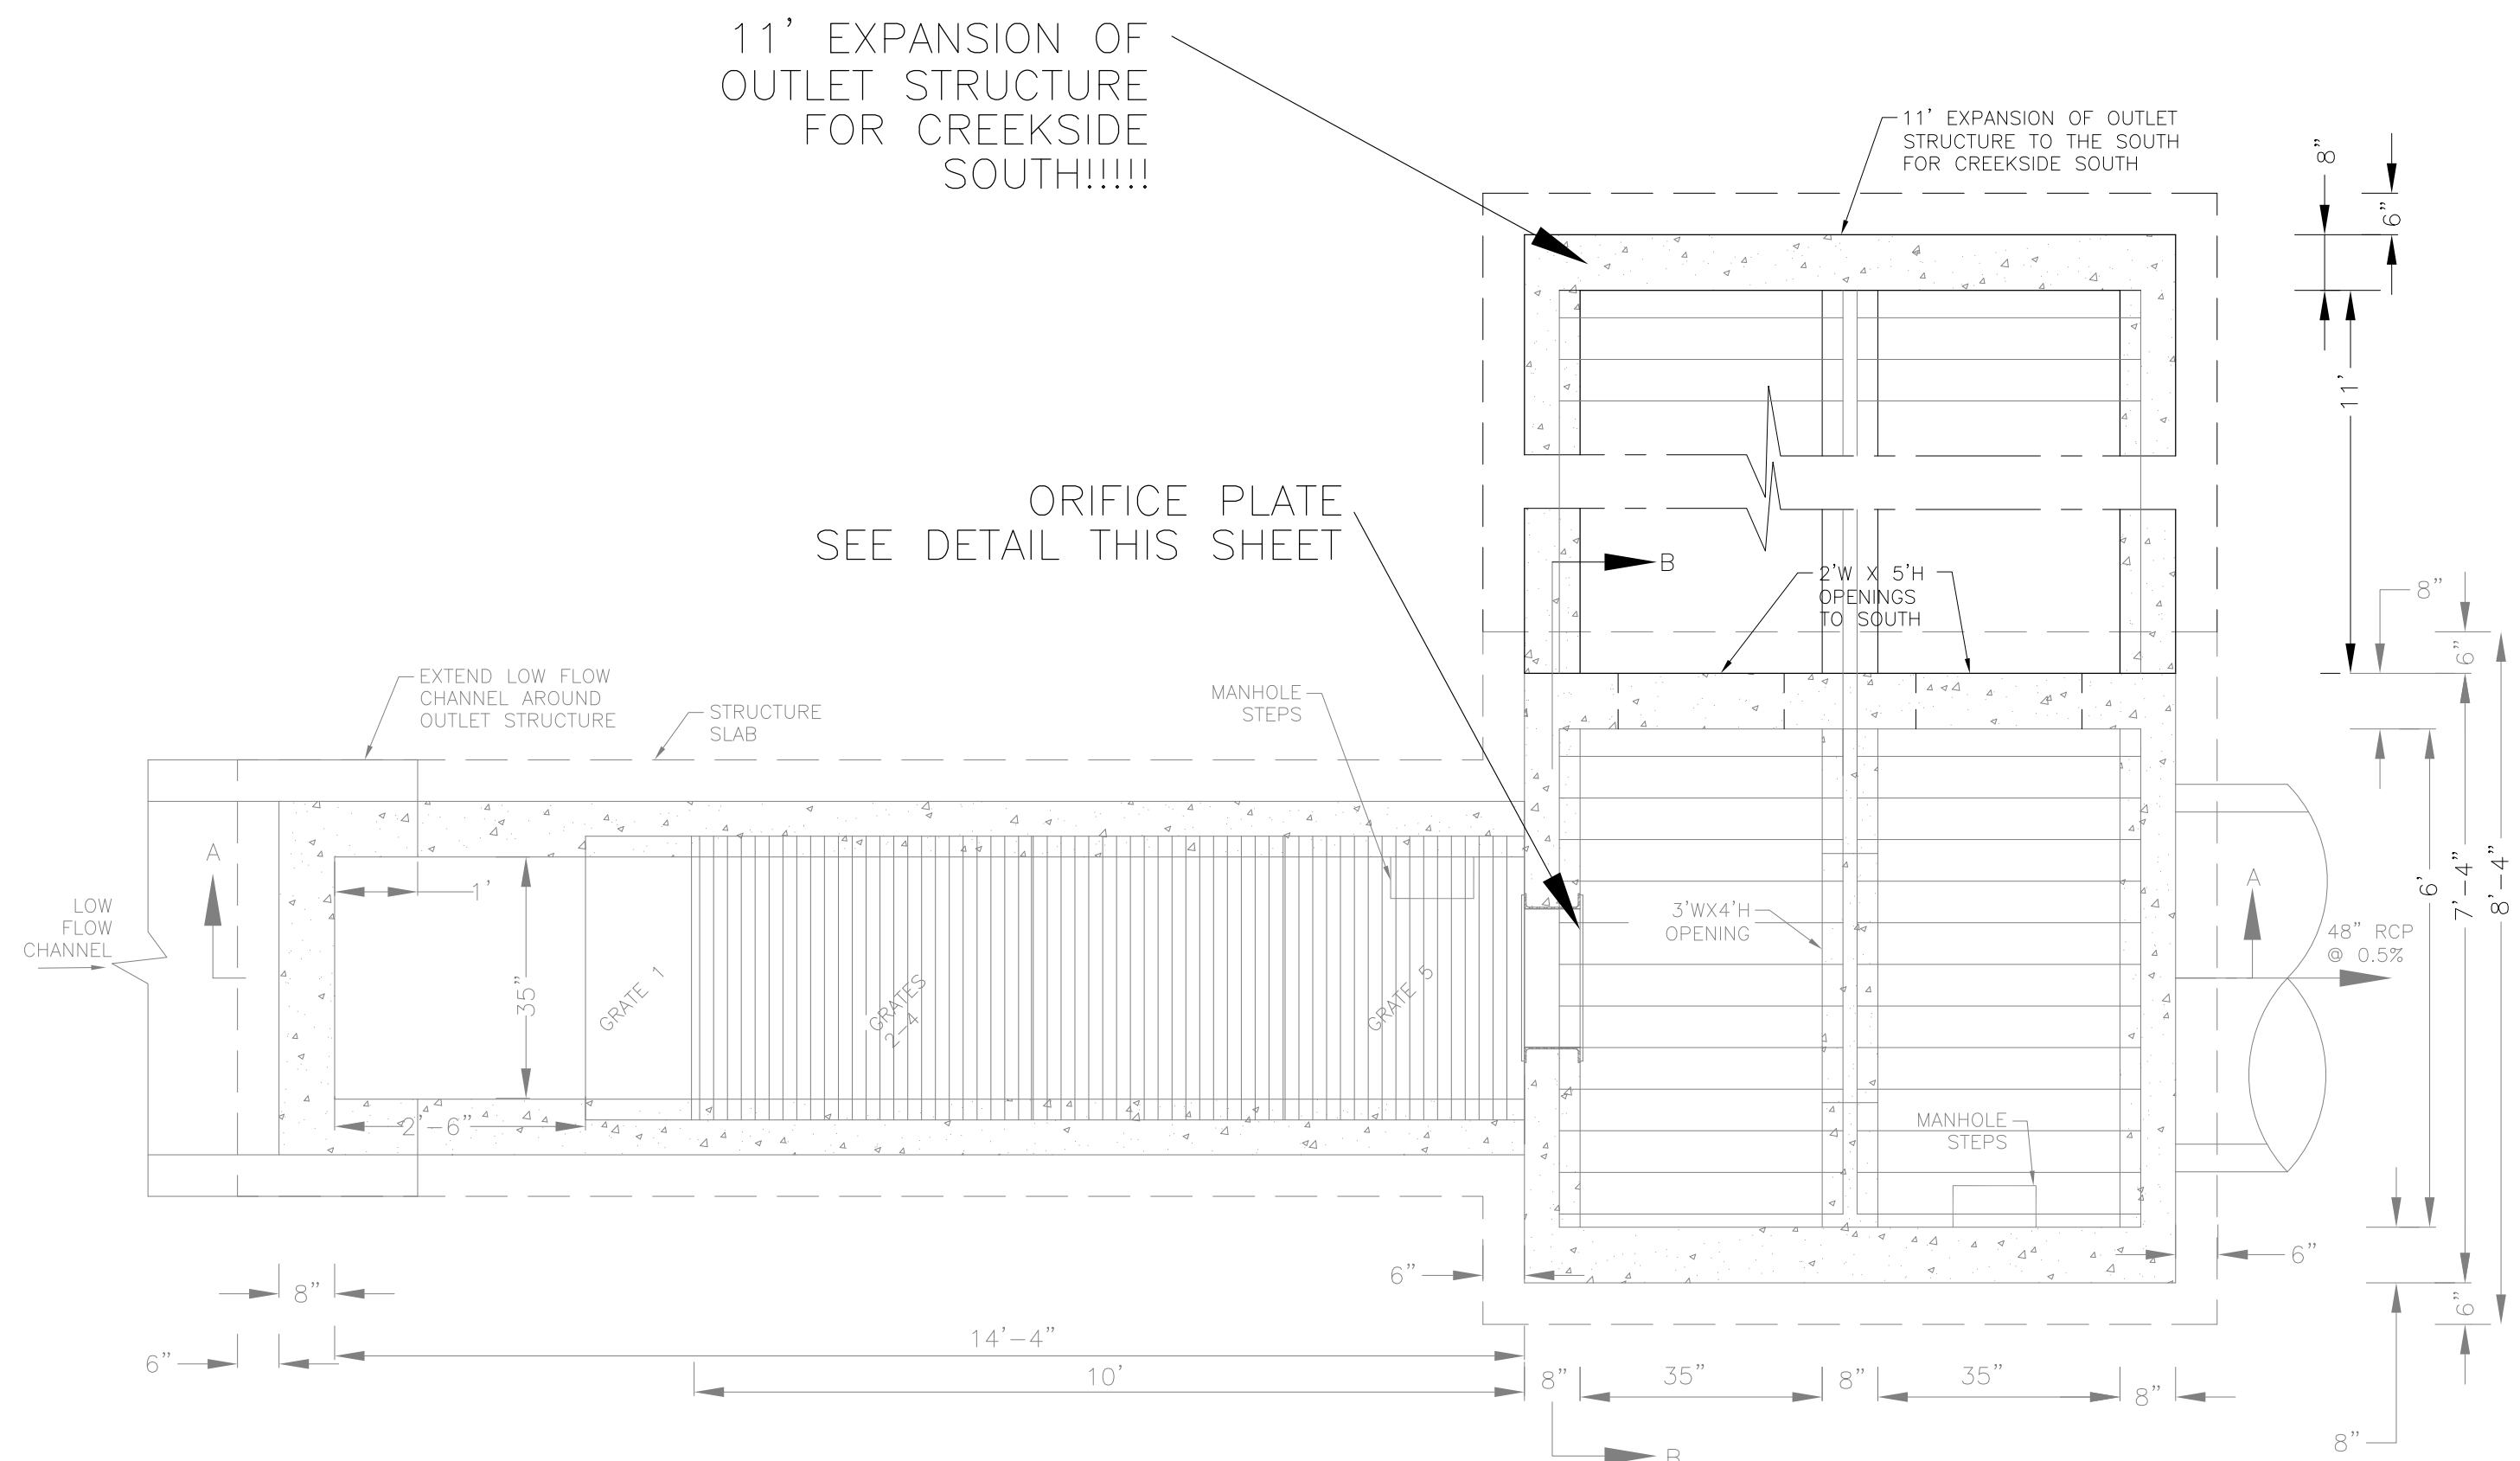 11' EXPANSION OF
OUTLET STRUCTURE
FOR CREEKSIDE
SOUTH!!!!!
11' EXPANSION OF OUTLET
STRUCTURE TO THE SOUTH
FOR CREEKSIDE SOUTH
8"
6"
11'
ORIFICE PLATE
SEE DETAIL THIS SHEET
B
2'W X 5'H
OPENINGS
TO SOUTH
8"
6"
EXTEND LOW FLOW
CHANNEL AROUND
OUTLET STRUCTURE
STRUCTURE
SLAB
MANHOLE
STEPS
A
1'
LOW
FLOW
CHANNEL
35"
GRATE 1
GRATES
2-4
GRATE 5
3'WX4'H
OPENING
A
48" RCP
@ 0.5%
6'
7'-4"
8'-4"
2'-6"
MANHOLE
STEPS
6"
6"
8"
6"
14'-4"
6"
10'
8"
35"
8"
35"
8"
8"
B